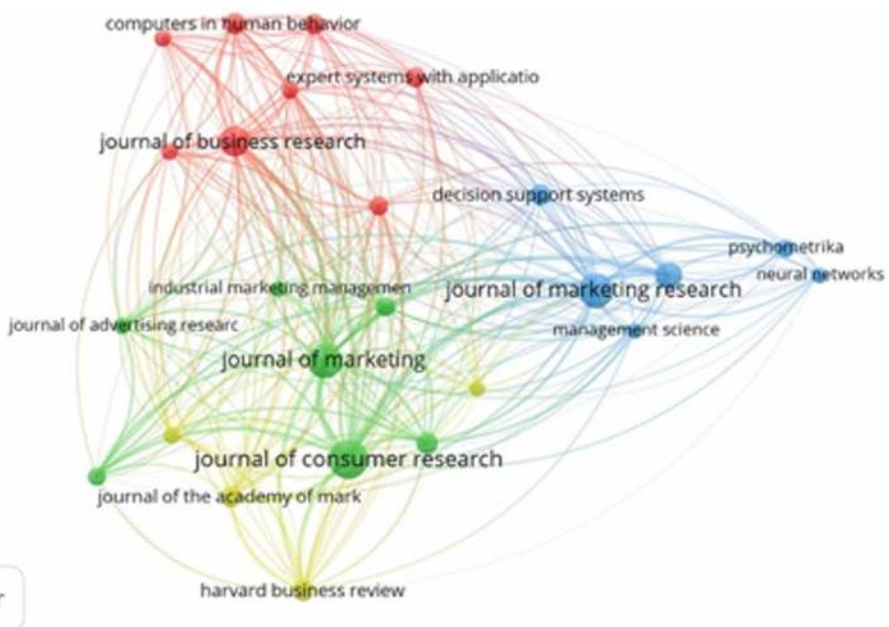 computers in human behavior
expert systems with applicatio
journal of business research
decision support systems
psychometrika
neural networks
industrial marketing managemen
journal of marketing research
journal of advertising researc
management science
journal of marketing
journal of consumer research
journal of the academy of mark
harvard business review
r